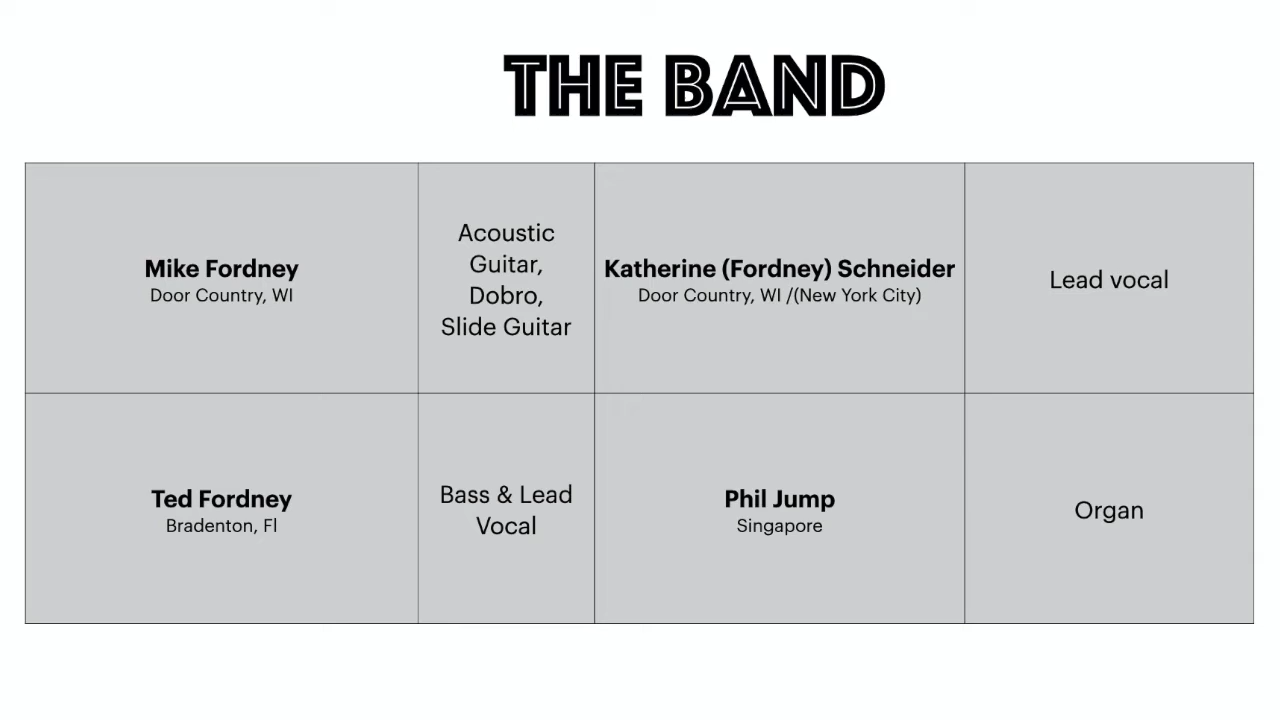 THE BAND
Mike Fordney
Door Country, WI
Acoustic
Guitar,
Dobro,
Slide Guitar
Katherine (Fordney) Schneider
Door Country, WI /(New York City)
Lead vocal
Ted Fordney
Bradenton, Fl
Bass & Lead
Vocal
Phil Jump
Singapore
Organ